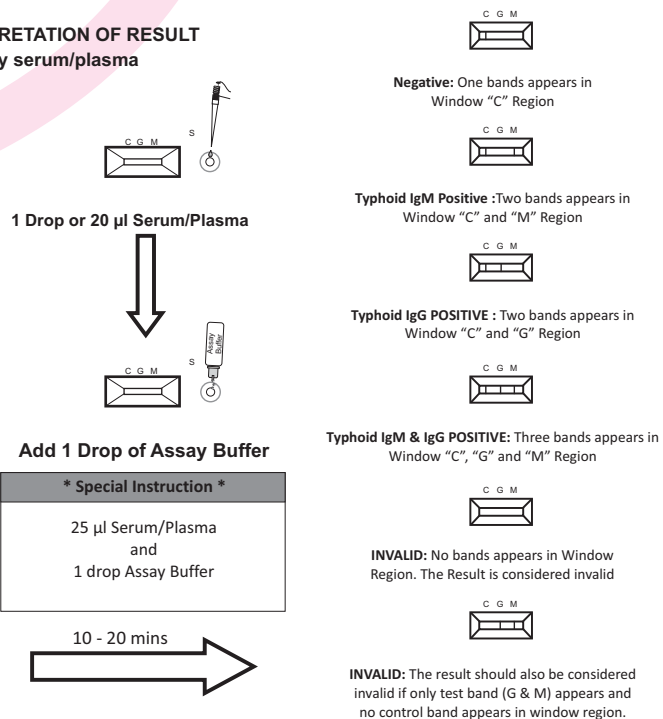 RETATION OF RESULT
y serum/plasma
C G M
S
1 Drop or 20 µl Serum/Plasma
C G M
S
Assay
Buffer
Add 1 Drop of Assay Buffer
* Special Instruction *
25 µl Serum/Plasma
and
1 drop Assay Buffer
10 - 20 mins
C G M
Negative: One bands appears in
Window “C” Region
C G M
Typhoid IgM Positive :Two bands appears in
Window “C” and “M” Region
C G M
Typhoid IgG POSITIVE : Two bands appears in
Window “C” and “G” Region
C G M
Typhoid IgM & IgG POSITIVE: Three bands appears in
Window “C”, “G” and “M” Region
C G M
INVALID: No bands appears in Window
Region. The Result is considered invalid
C G M
INVALID: The result should also be considered
invalid if only test band (G & M) appears and
no control band appears in window region.